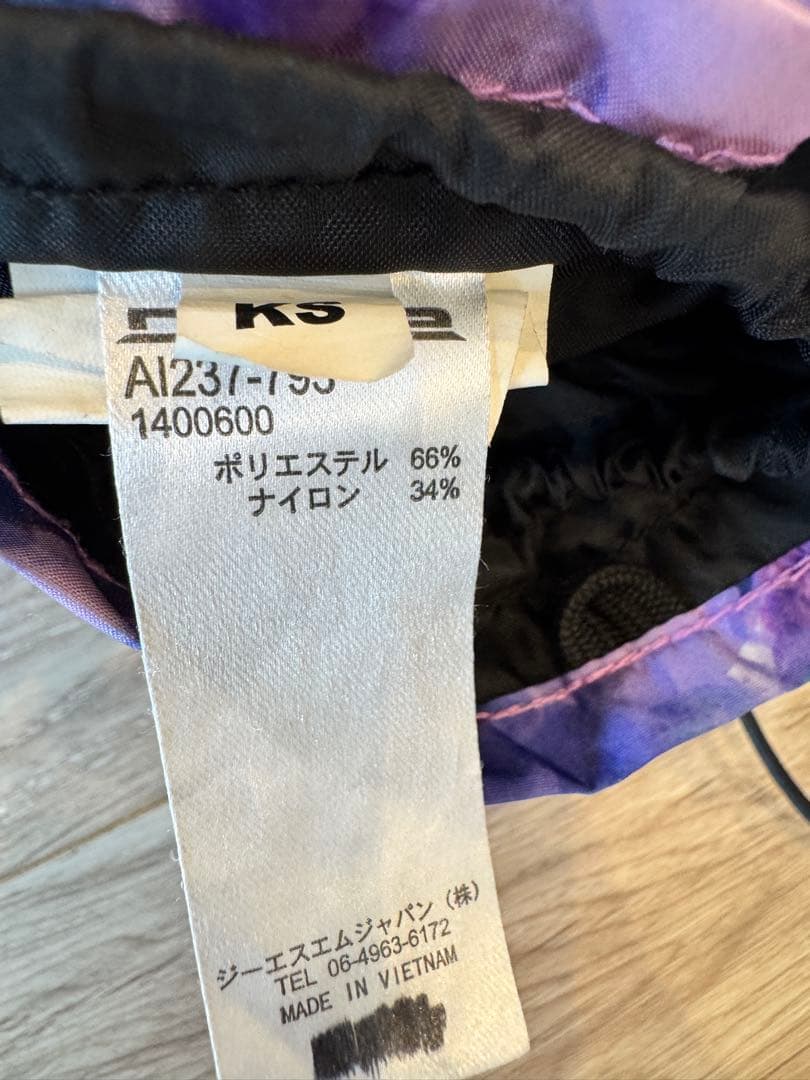 KS
AI237-795
1400600
ポリエステル 66%
ナイロン 34%
ジーエスエムジャパン(株)
TEL 06-4963-6172
MADE IN VIETNAM